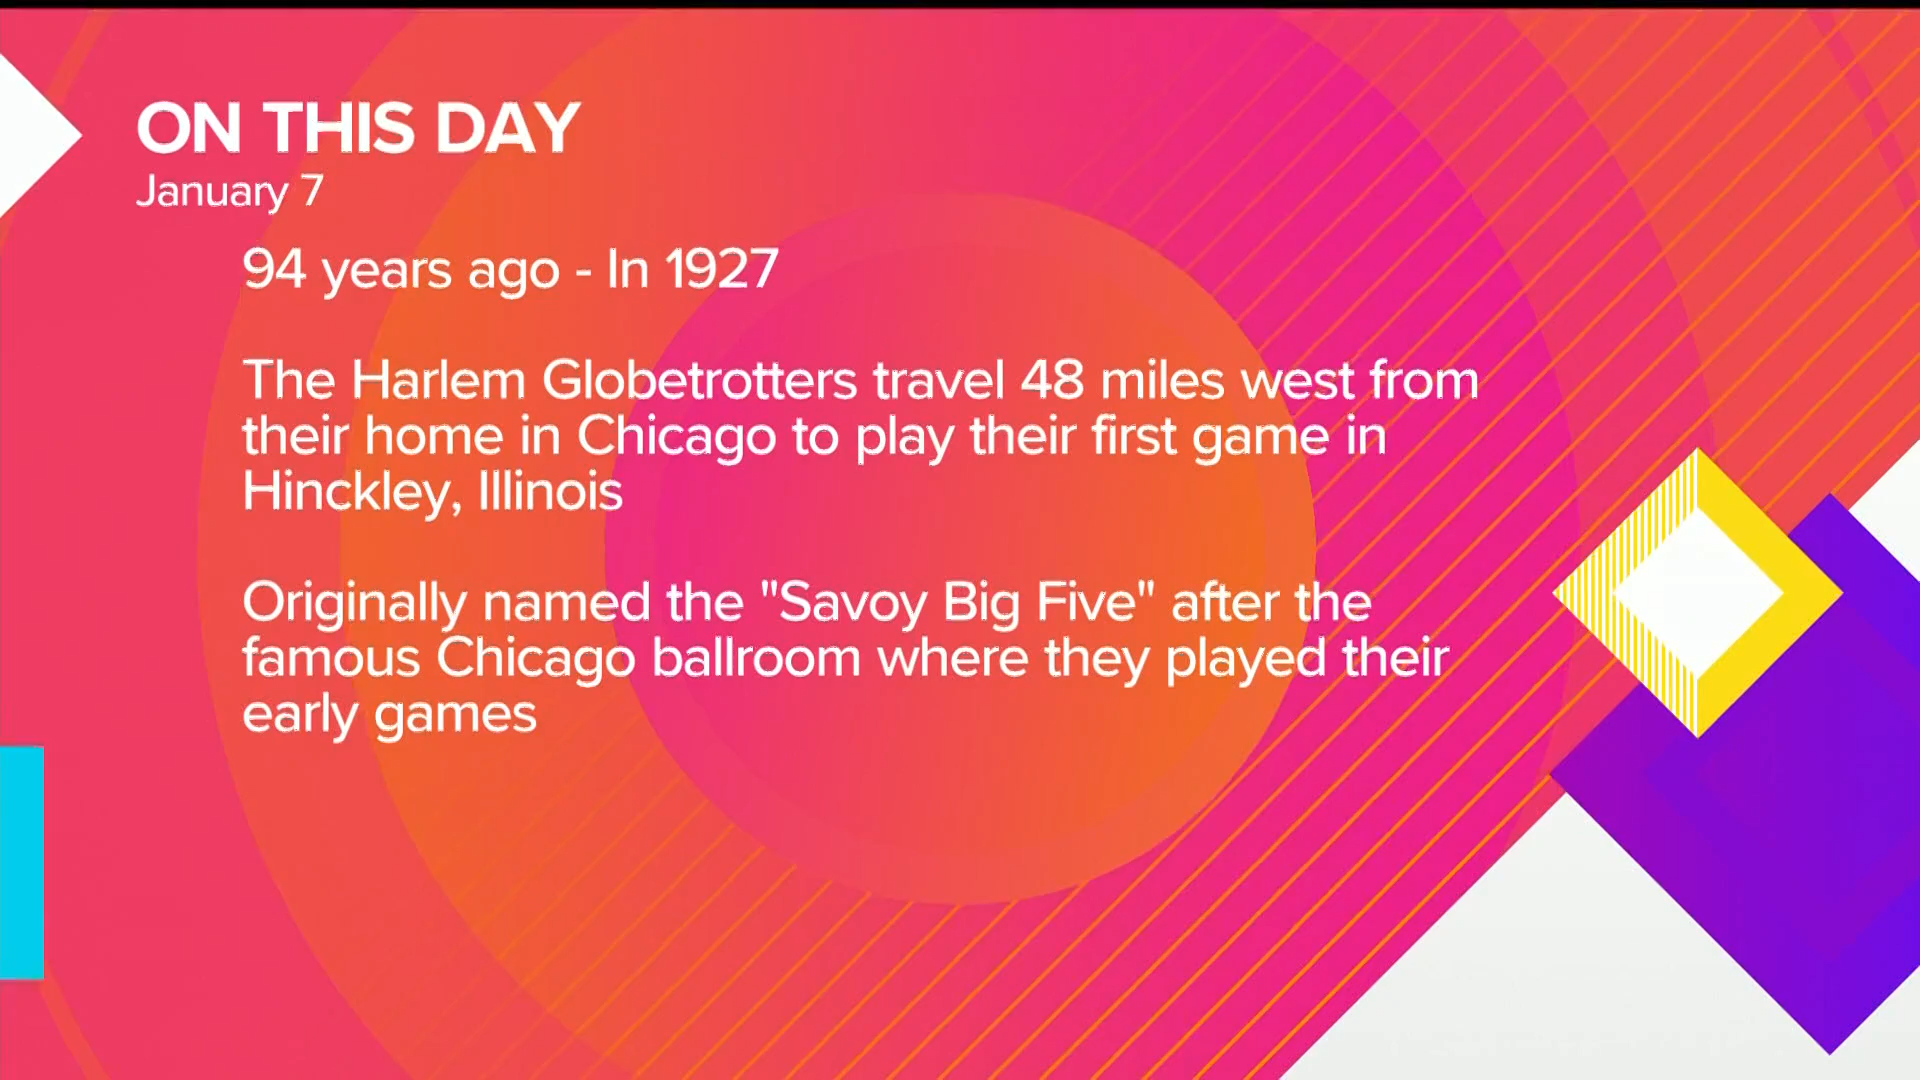 ON THIS DAY
January 7
94 years ago - In 1927
The Harlem Globetrotters travel 48 miles west from
their home in Chicago to play their first game in
Hinckley, Illinois
Originally named the "Savoy Big Five" after the
famous Chicago ballroom where they played their
early games